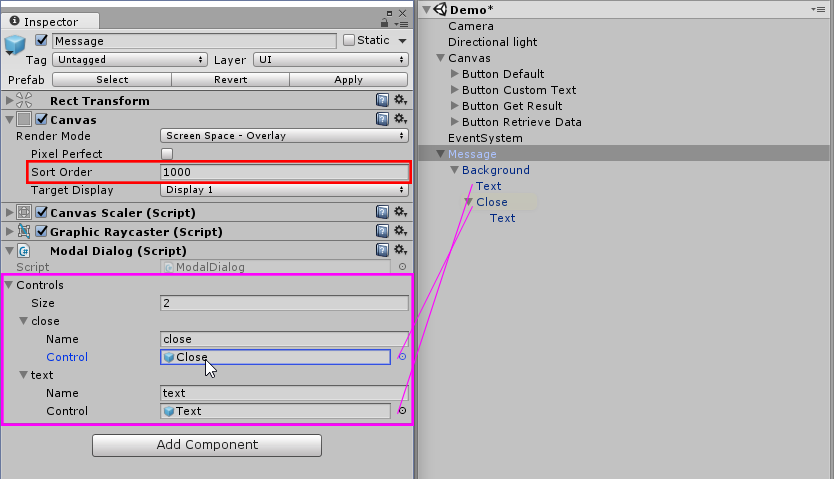 Inspector
Message
Static
Tag Untagged Layer UI
Prefab Select Revert Apply
Rect Transform
Canvas
Render Mode Screen Space - Overlay
Pixel Perfect
Sort Order 1000
Target Display Display 1
Canvas Scaler (Script)
Graphic Raycaster (Script)
Modal Dialog (Script)
Script ModalDialog
Controls
Size 2
close
Name close
Control Close
text
Name text
Control Text
Add Component
Demo*
Camera
Directional light
Canvas
Button Default
Button Custom Text
Button Get Result
Button Retrieve Data
EventSystem
Message
Background
Text
Close
Text